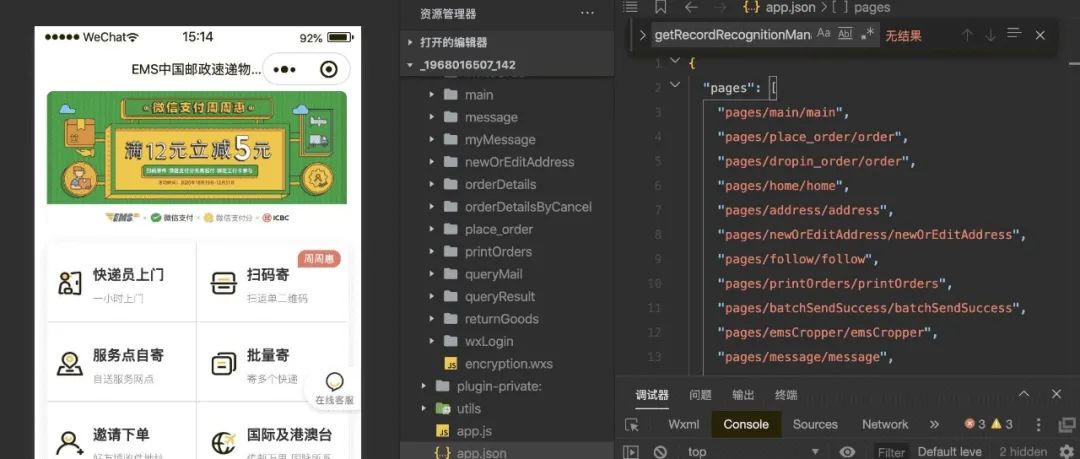 WeChat 15:14 92%
EMS中国邮政速递物...
微信支付周周惠
满12元立减5元
EMS × 微信支付 × 微信支付分 × ICBC
快递员上门
一小时上门
周周惠
扫码寄
扫运单二维码
服务点自寄
自送服务网点
批量寄
寄多个快递
在线客服
邀请下单
国际及港澳台
资源管理器 ...
打开的编辑器
_1968016507_142
main
message
myMessage
newOrEditAddress
orderDetails
orderDetailsByCancel
place_order
printOrders
queryMail
queryResult
returnGoods
wxLogin
encryption.wxs
plugin-private:
utils
app.js
app.json
{..} app.json > [ ] pages
getRecordRecognitionMan Aa Abl .* 无结果
1 {
2 "pages": [
3 "pages/main/main",
4 "pages/place_order/order",
5 "pages/dropin_order/order",
6 "pages/home/home",
7 "pages/address/address",
8 "pages/newOrEditAddress/newOrEditAddress",
9 "pages/follow/follow",
10 "pages/printOrders/printOrders",
11 "pages/batchSendSuccess/batchSendSuccess",
12 "pages/emsCropper/emsCropper",
13 "pages/message/message",
调试器 问题 输出 终端
Wxml Console Sources Network » 3 3
top Filter Default leve 2 hidden